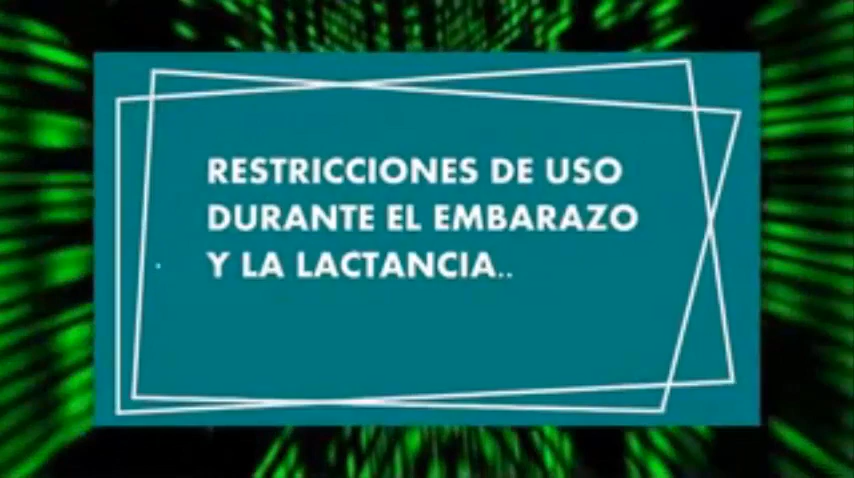 RESTRICCIONES DE USO
DURANTE EL EMBARAZO
Y LA LACTANCIA..